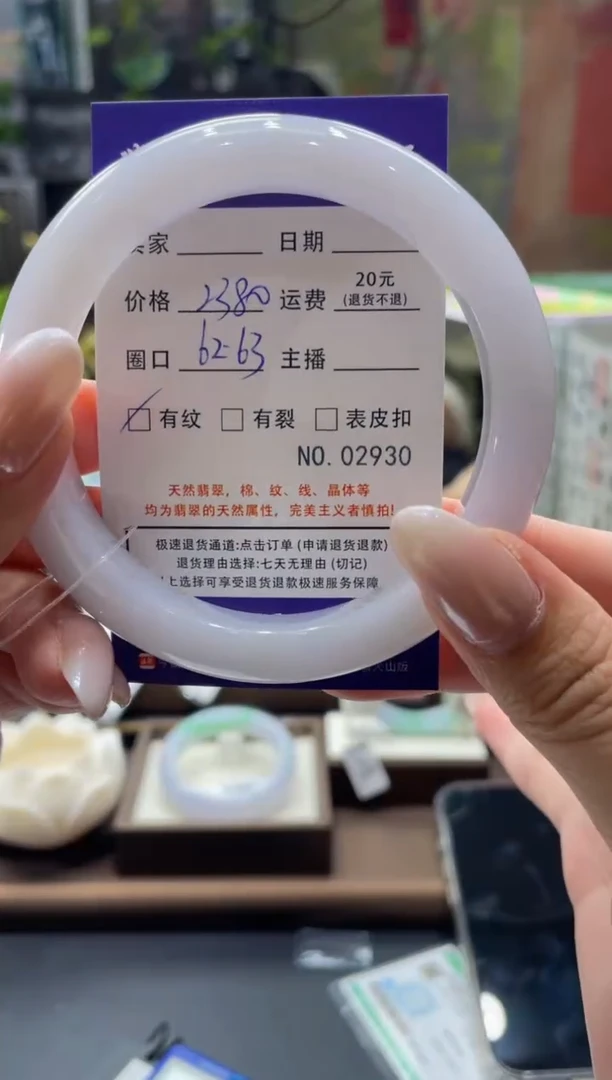 家 日期
价格 2380 运费 20元 (退货不退)
圈口 62-63 主播
有纹 有裂 表皮扣
NO. 02930
天然翡翠，棉、纹、线、晶体等
均为翡翠的天然属性，完美主义者慎拍!
极速退货通道:点击订单 (申请退货退款)
退货理由选择:七天无理由 (切记)
上选择可享受退货退款极速服务保障